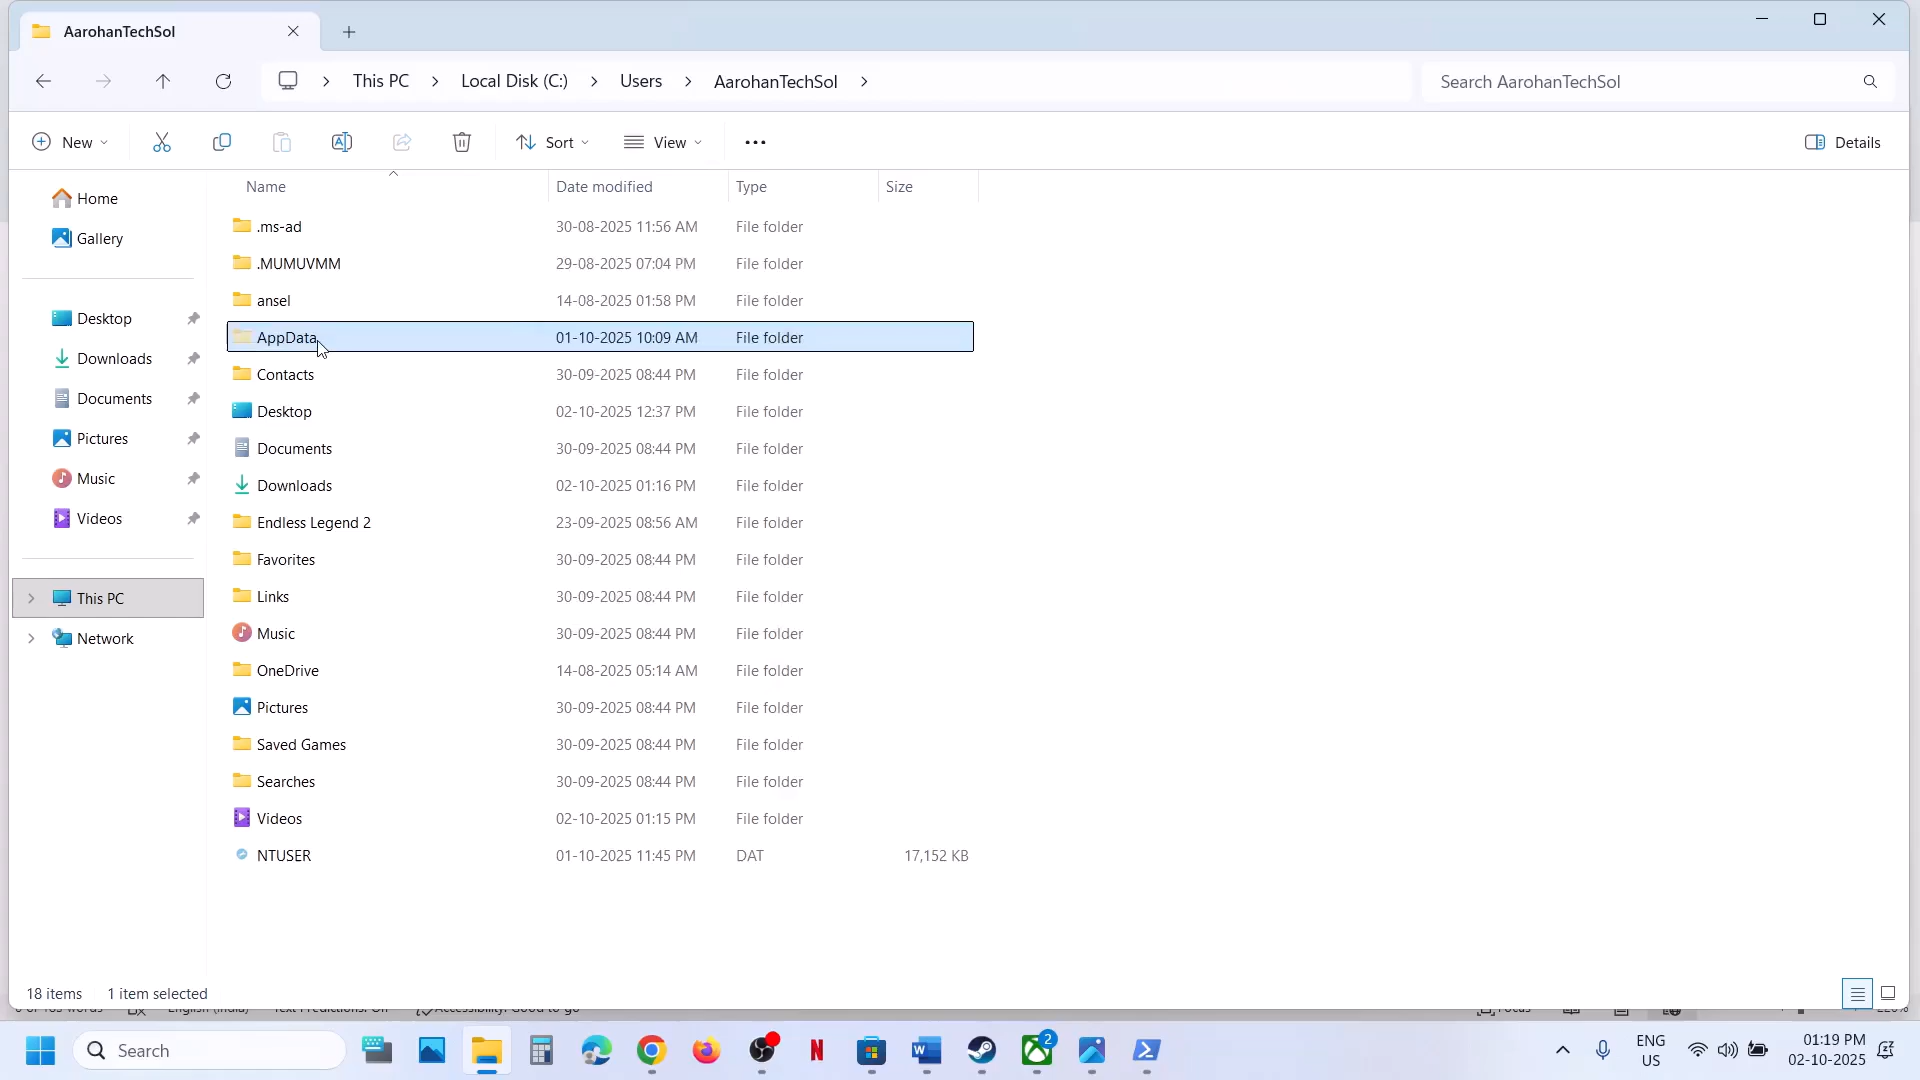 AarohanTechSol
This PC
Local Disk (C:)
Users
AarohanTechSol
Search AarohanTechSol
New
Sort
View
Details
Name
Date modified
Type
Size
Home
Gallery
Desktop
Downloads
Documents
Pictures
Music
Videos
This PC
Network
.ms-ad 30-08-2025 11:56 AM File folder
.MUMUVMM 29-08-2025 07:04 PM File folder
ansel 14-08-2025 01:58 PM File folder
AppData 01-10-2025 10:09 AM File folder
Contacts 30-09-2025 08:44 PM File folder
Desktop 02-10-2025 12:37 PM File folder
Documents 30-09-2025 08:44 PM File folder
Downloads 02-10-2025 01:16 PM File folder
Endless Legend 2 23-09-2025 08:56 AM File folder
Favorites 30-09-2025 08:44 PM File folder
Links 30-09-2025 08:44 PM File folder
Music 30-09-2025 08:44 PM File folder
OneDrive 14-08-2025 05:14 AM File folder
Pictures 30-09-2025 08:44 PM File folder
Saved Games 30-09-2025 08:44 PM File folder
Searches 30-09-2025 08:44 PM File folder
Videos 02-10-2025 01:15 PM File folder
NTUSER 01-10-2025 11:45 PM DAT 17,152 KB
18 items 1 item selected
Search
2
ENG
US
01:19 PM
02-10-2025